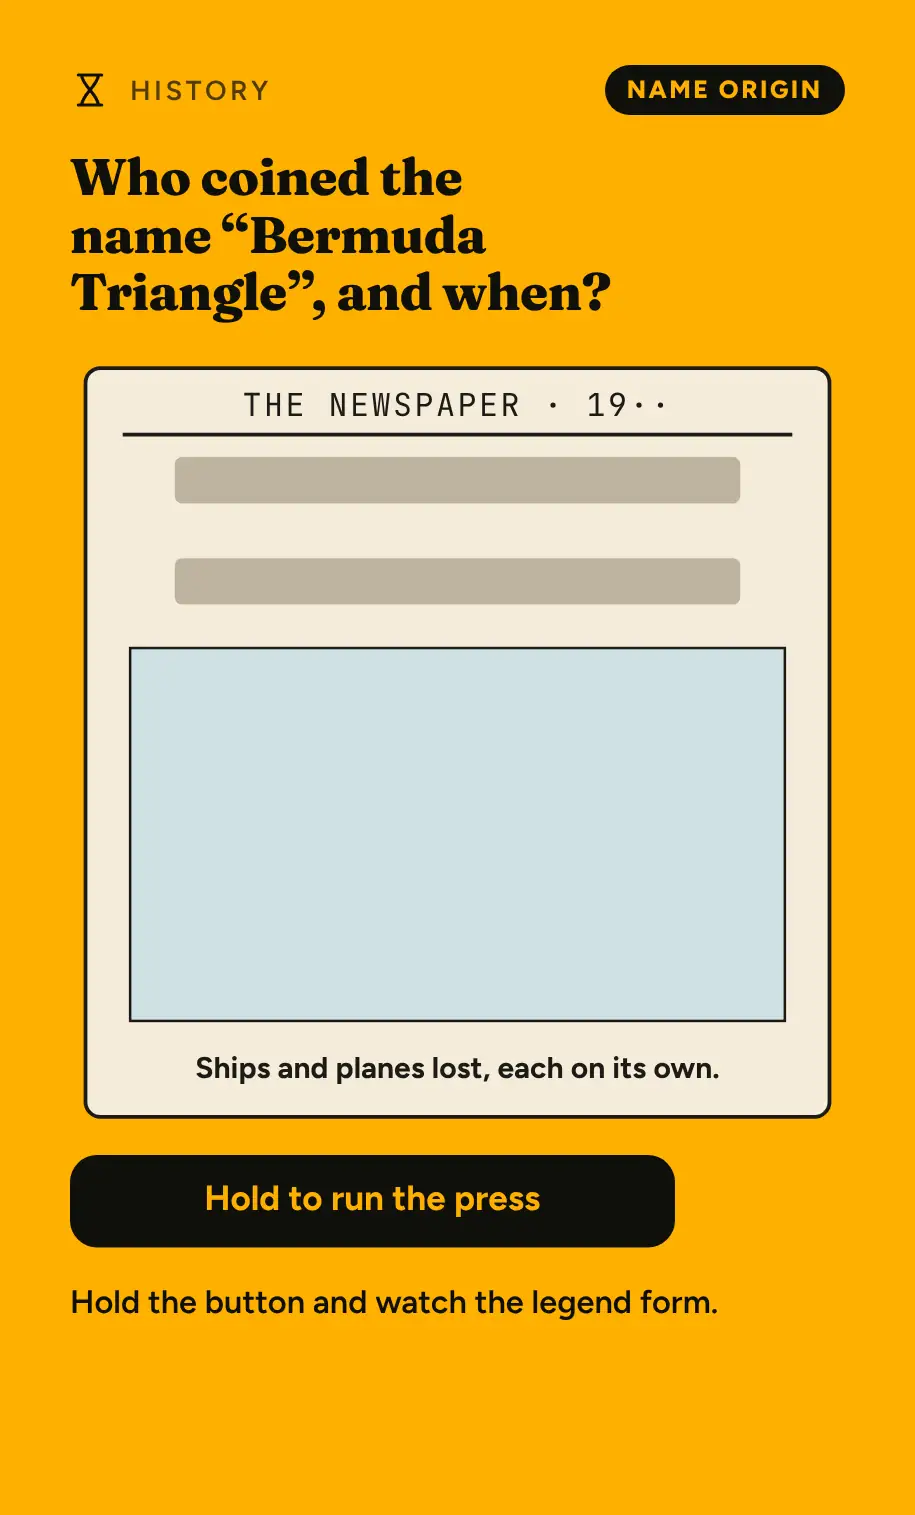 HISTORY
NAME ORIGIN
Who coined the
name “Bermuda
Triangle”, and when?
THE NEWSPAPER · 19··
Ships and planes lost, each on its own.
Hold to run the press
Hold the button and watch the legend form.